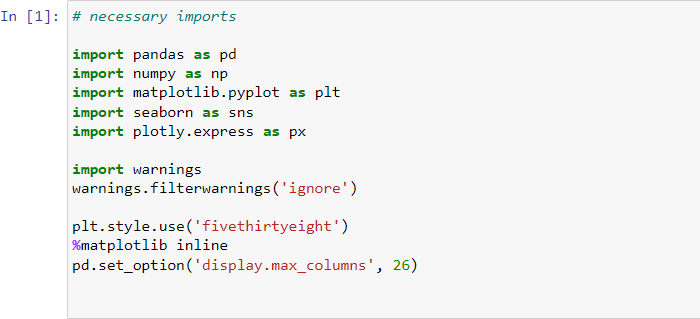 In [1]: # necessary imports
import pandas as pd
import numpy as np
import matplotlib.pyplot as plt
import seaborn as sns
import plotly.express as px
import warnings
warnings.filterwarnings('ignore')
plt.style.use('fivethirtyeight')
%matplotlib inline
pd.set_option('display.max_columns', 26)